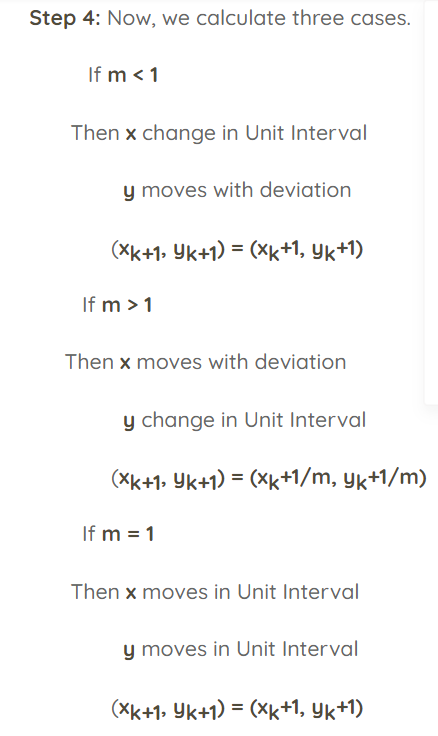 Step 4: Now, we calculate three cases.
If m < 1
Then x change in Unit Interval
y moves with deviation
(xₖ₊₁, yₖ₊₁) = (xₖ+1, yₖ+1)
If m > 1
Then x moves with deviation
y change in Unit Interval
(xₖ₊₁, yₖ₊₁) = (xₖ+1/m, yₖ+1/m)
If m = 1
Then x moves in Unit Interval
y moves in Unit Interval
(xₖ₊₁, yₖ₊₁) = (xₖ+1, yₖ+1)